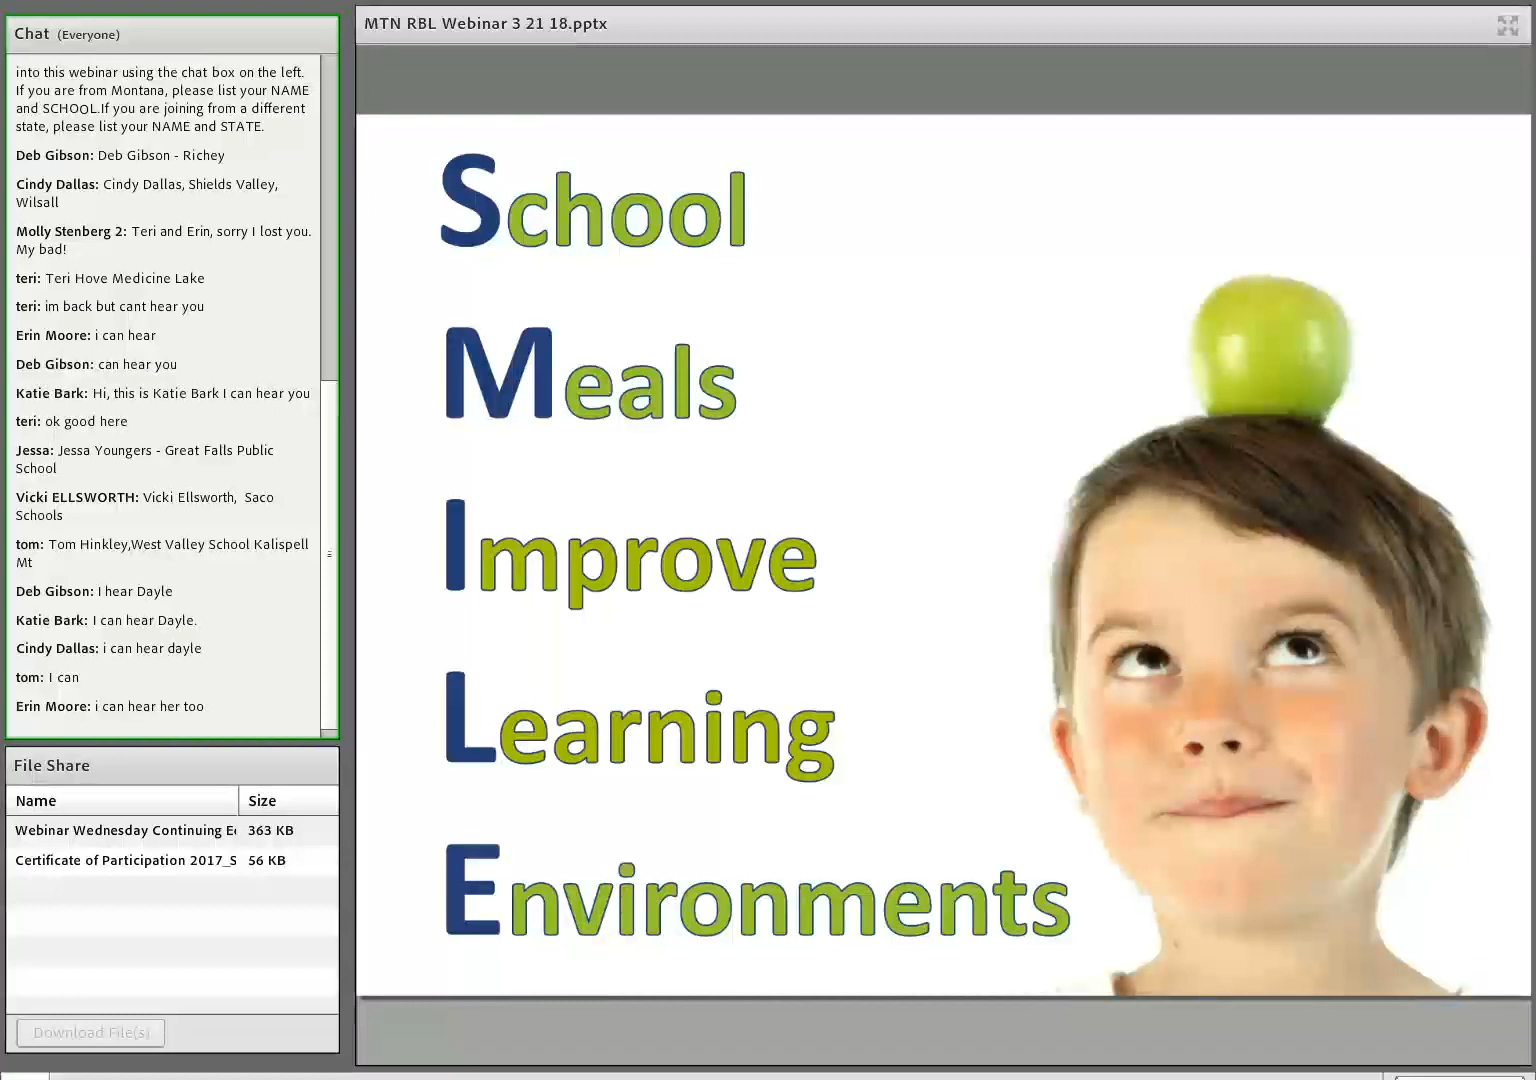 Chat (Everyone)
into this webinar using the chat box on the left.
If you are from Montana, please list your NAME
and SCHOOL.If you are joining from a different
state, please list your NAME and STATE.
Deb Gibson: Deb Gibson - Richey
Cindy Dallas: Cindy Dallas, Shields Valley,
Wilsall
Molly Stenberg 2: Teri and Erin, sorry I lost you.
My bad!
teri: Teri Hove Medicine Lake
teri: im back but cant hear you
Erin Moore: i can hear
Deb Gibson: can hear you
Katie Bark: Hi, this is Katie Bark I can hear you
teri: ok good here
Jessa: Jessa Youngers - Great Falls Public
School
Vicki ELLSWORTH: Vicki Ellsworth, Saco
Schools
tom: Tom Hinkley,West Valley School Kalispell
Mt
Deb Gibson: I hear Dayle
Katie Bark: I can hear Dayle.
Cindy Dallas: i can hear dayle
tom: I can
Erin Moore: i can hear her too
File Share
Name Size
Webinar Wednesday Continuing E 363 KB
Certificate of Participation 2017_S 56 KB
Download File(s)
MTN RBL Webinar 3 21 18.pptx
School
Meals
Improve
Learning
Environments